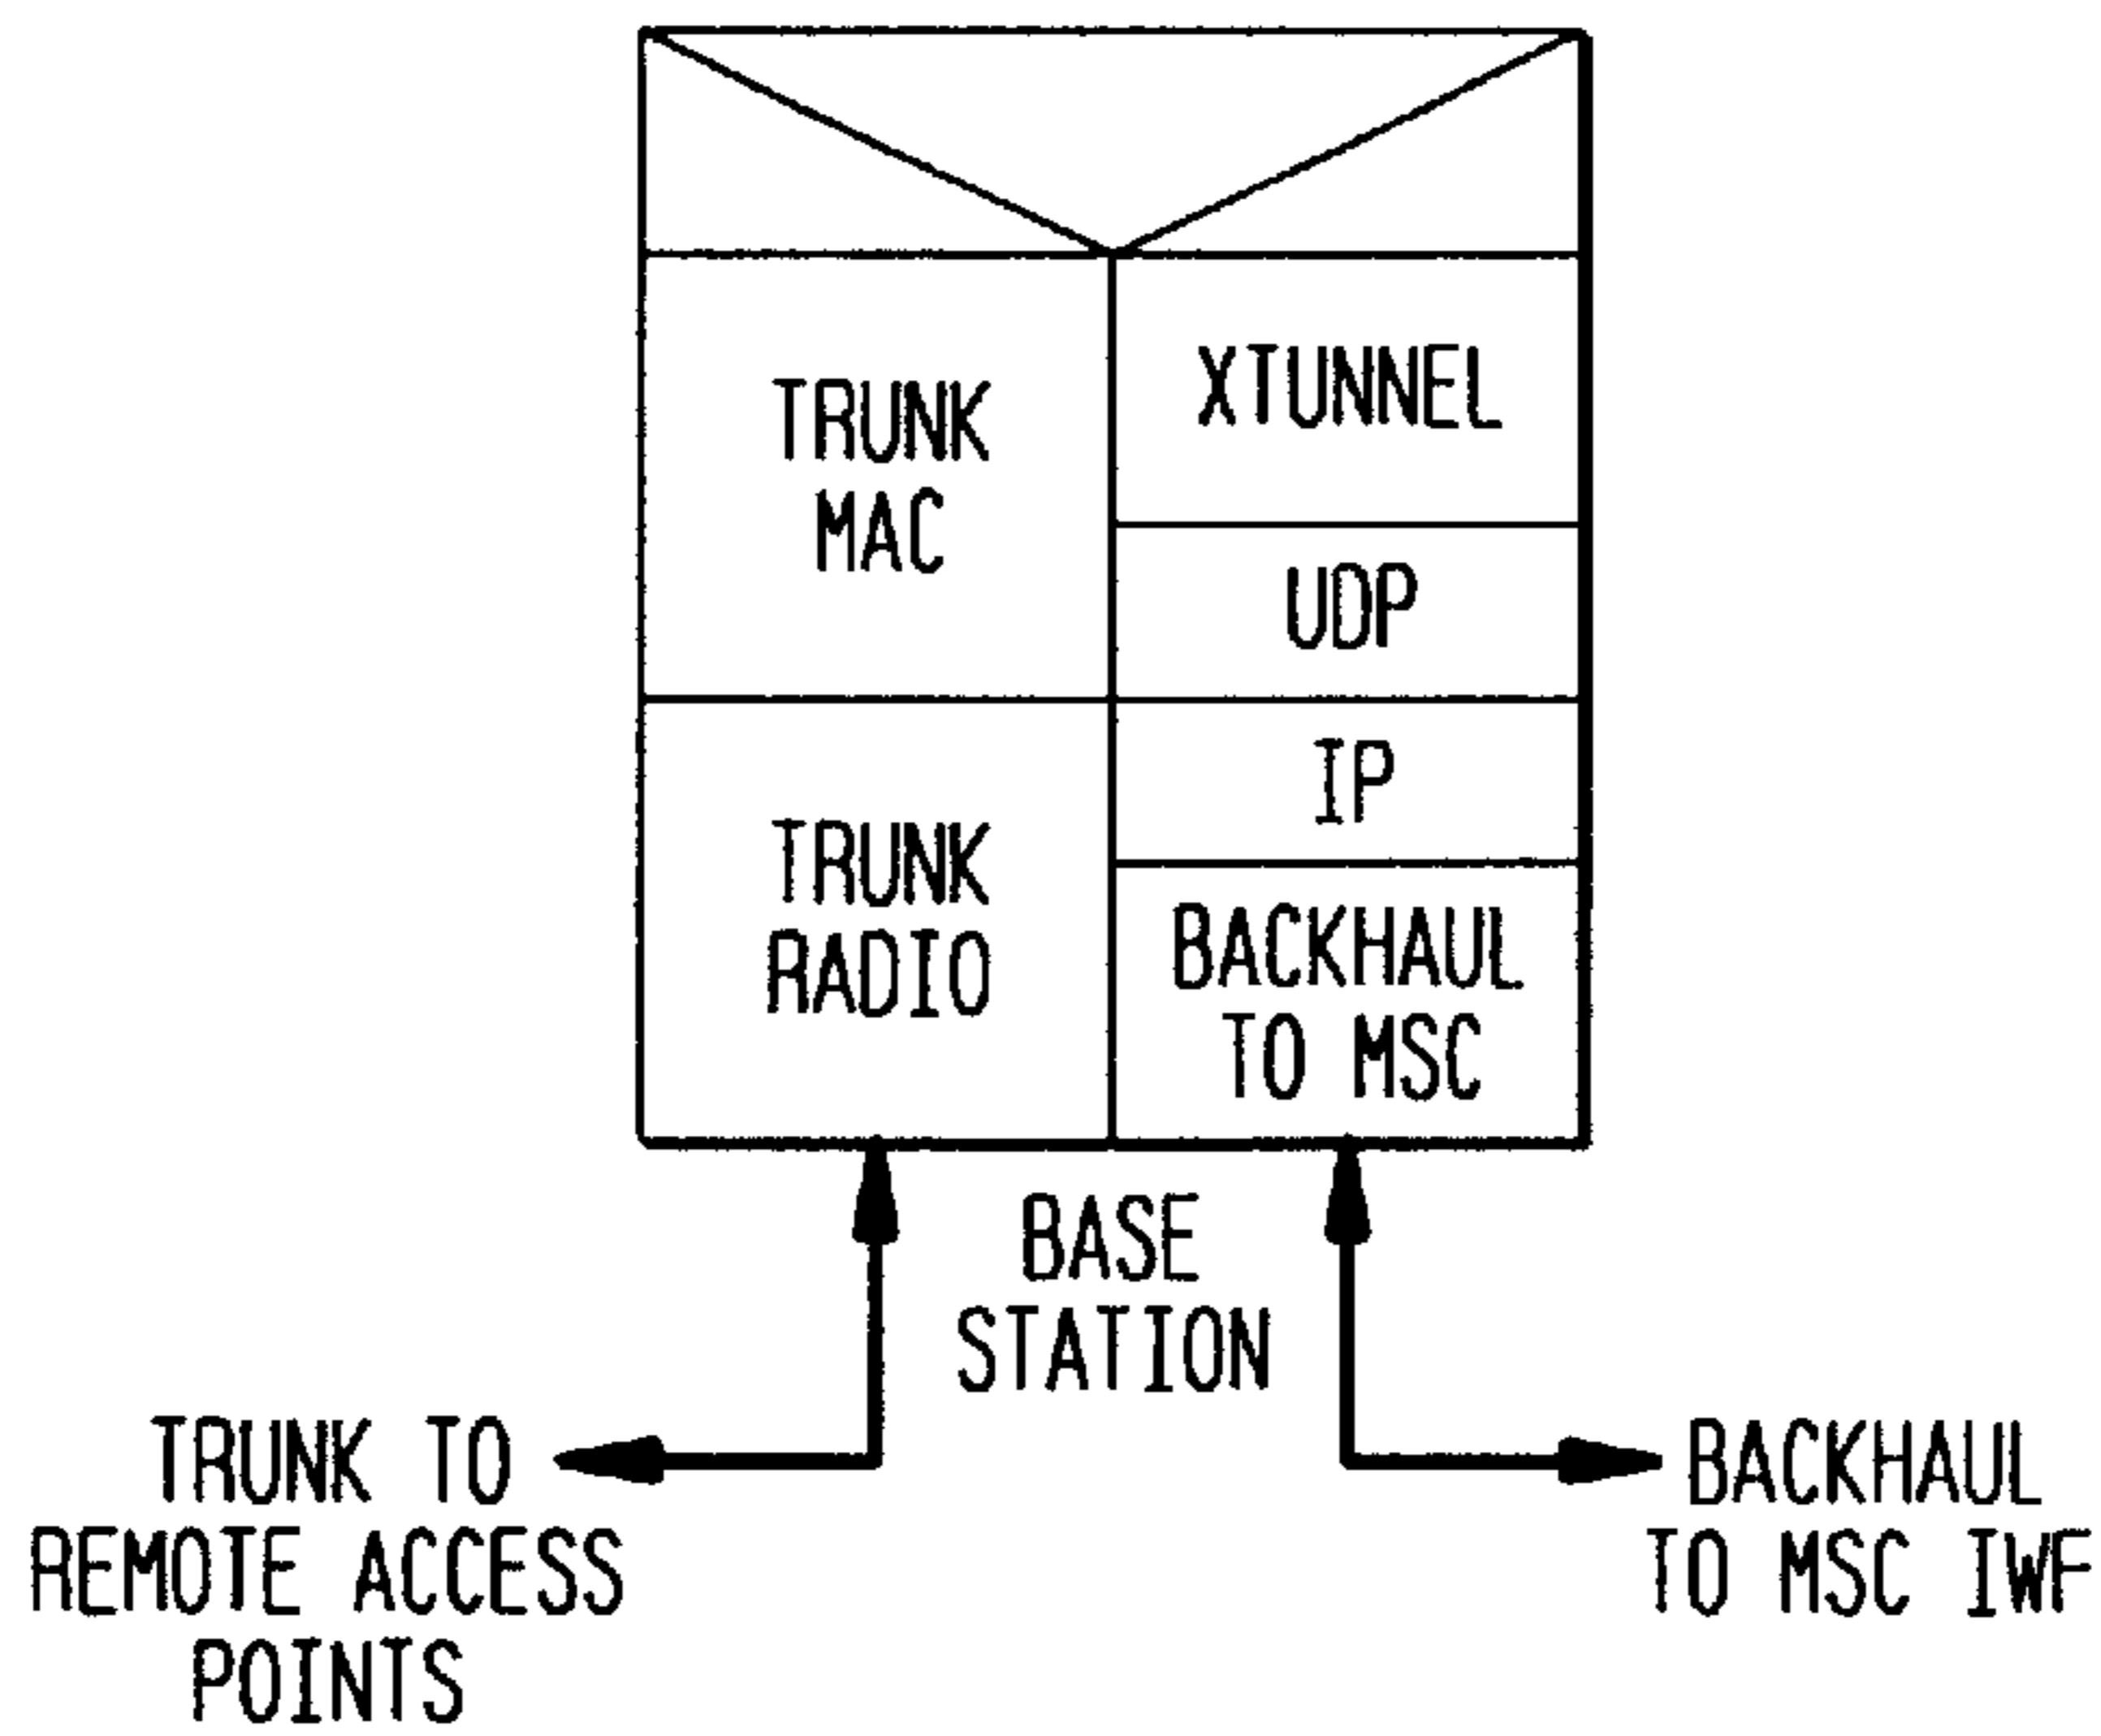 TRUNK
MAC
XTUNNEL
UDP
TRUNK
RADIO
IP
BACKHAUL
TO MSC
BASE
STATION
TRUNK TO
REMOTE ACCESS
POINTS
BACKHAUL
TO MSC IWF